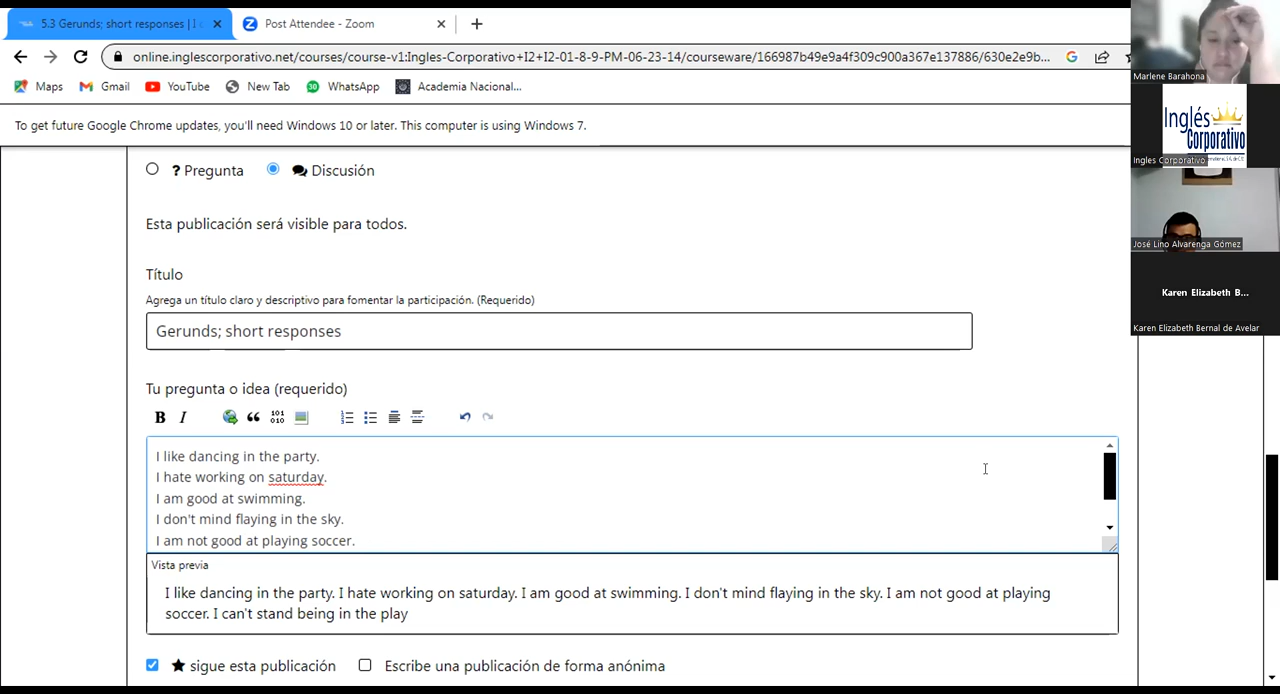 5.3 Gerunds; short responses | I
Post Attendee - Zoom
online.inglescorporativo.net/courses/course-v1:Ingles-Corporativo+I2+I2-01-8-9-PM-06-23-14/courseware/166987b49e9a4f309c900a367e137886/630e2e9b...
Maps
Gmail
YouTube
New Tab
WhatsApp
Academia Nacional...
To get future Google Chrome updates, you'll need Windows 10 or later. This computer is using Windows 7.
? Pregunta
Discusión
Esta publicación será visible para todos.
Título
Agrega un título claro y descriptivo para fomentar la participación. (Requerido)
Gerunds; short responses
Tu pregunta o idea (requerido)
B I
101
010
I like dancing in the party.
I hate working on saturday.
I am good at swimming.
I don't mind flaying in the sky.
I am not good at playing soccer.
Vista previa
I like dancing in the party. I hate working on saturday. I am good at swimming. I don't mind flaying in the sky. I am not good at playing
soccer. I can't stand being in the play
sigue esta publicación
Escribe una publicación de forma anónima
Marlene Barahona
Inglés
Corporativo
Ingles Corporativo
José Lino Alvarenga Gómez
Karen Elizabeth B...
Karen Elizabeth Bernal de Avelar